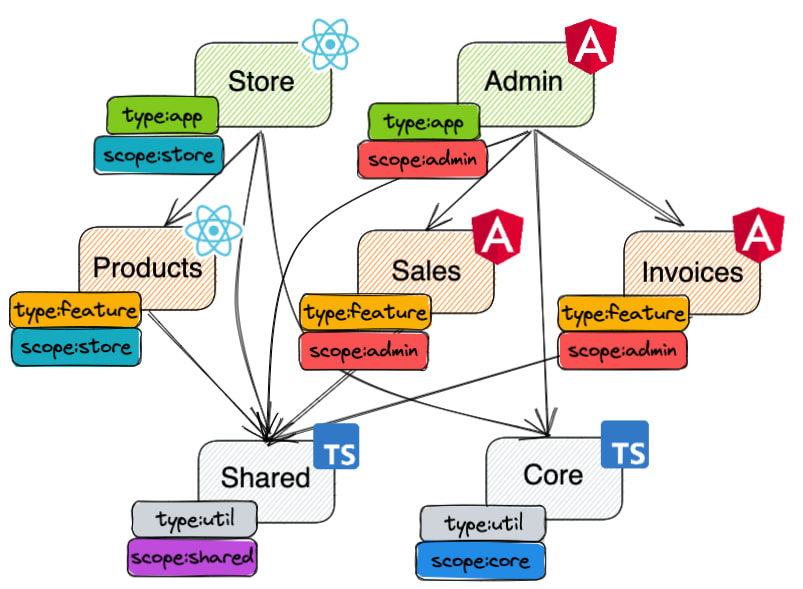 Store
type:app
scope:store
A
Admin
type:app
scope:admin
Products
type:feature
scope:store
A
Sales
type:feature
scope:admin
A
Invoices
type:feature
scope:admin
TS
Shared
type:util
scope:shared
TS
Core
type:util
scope:core